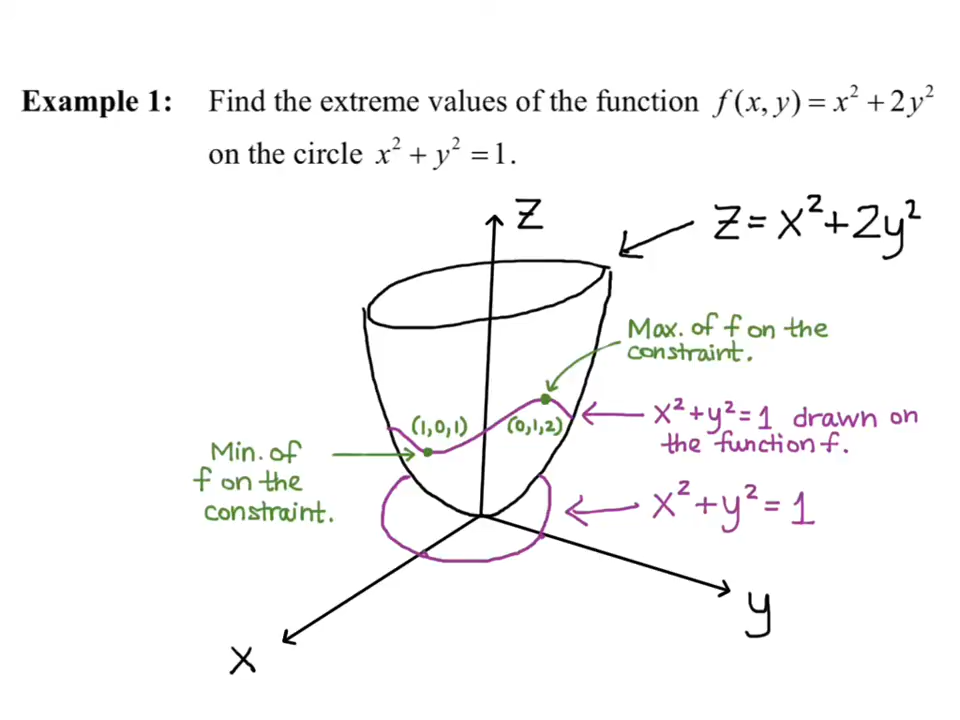 Example 1: Find the extreme values of the function f(x, y) = x² + 2y²
on the circle x² + y² = 1.
Z
Z = x² + 2y²
Max. of f on the
constraint.
(1,0,1)
(0,1,2)
x² + y² = 1 drawn on
the function f.
Min. of
f on the
constraint.
x² + y² = 1
y
x